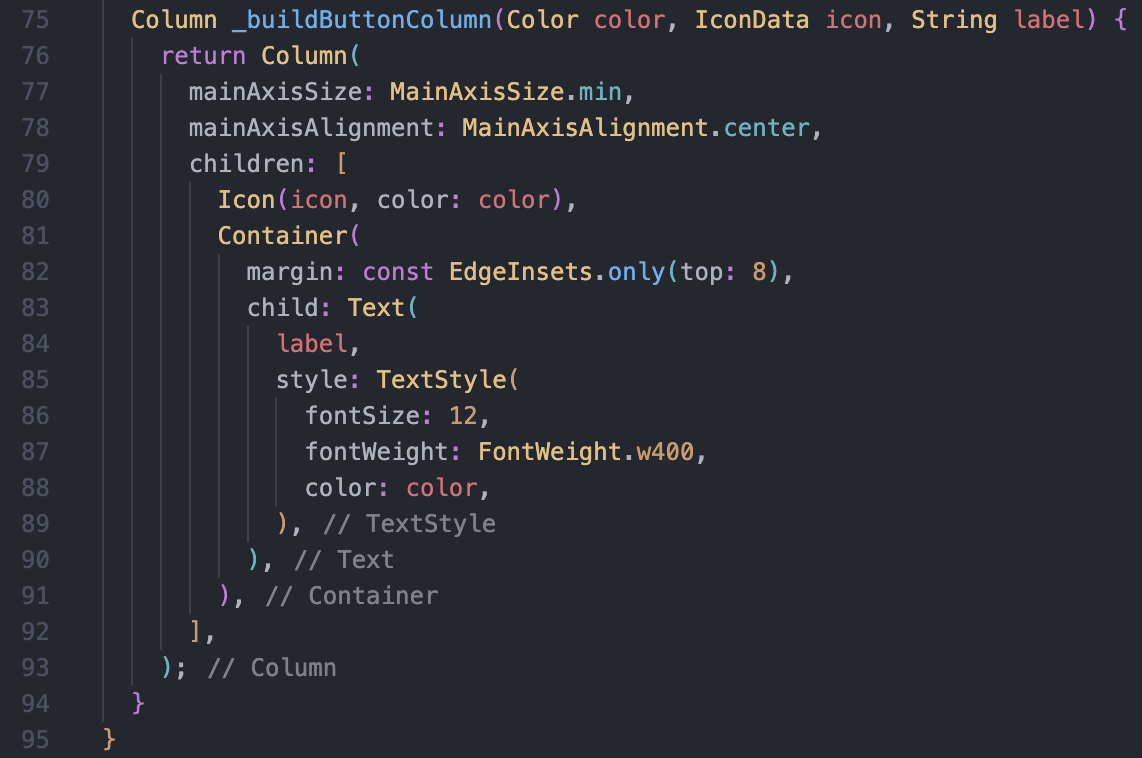 75 Column _buildButtonColumn(Color color, IconData icon, String label) {
76 return Column(
77 mainAxisSize: MainAxisSize.min,
78 mainAxisAlignment: MainAxisAlignment.center,
79 children: [
80 Icon(icon, color: color),
81 Container(
82 margin: const EdgeInsets.only(top: 8),
83 child: Text(
84 label,
85 style: TextStyle(
86 fontSize: 12,
87 fontWeight: FontWeight.w400,
88 color: color,
89 ), // TextStyle
90 ), // Text
91 ), // Container
92 ],
93 ); // Column
94 }
95 }